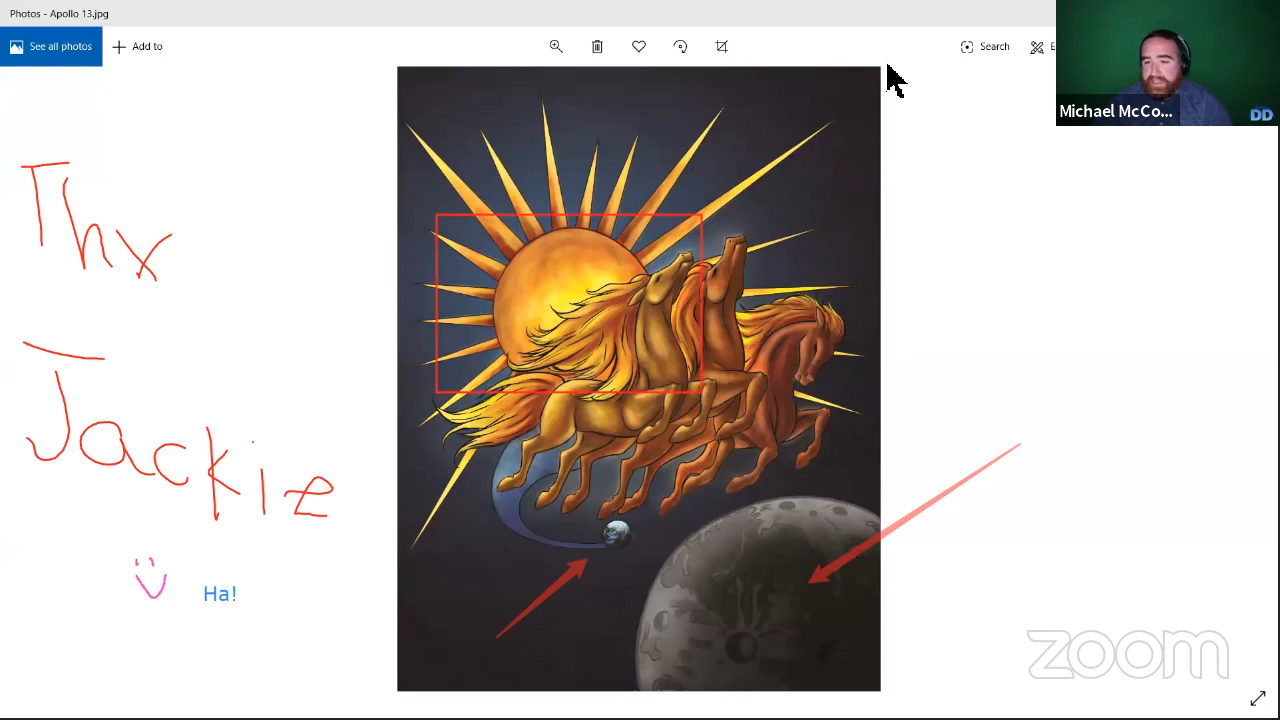 Photos - Apollo 13.jpg
See all photos
Add to
Search
E
Michael McCo...
DD
Thx
Jackie
Ha!
zoom